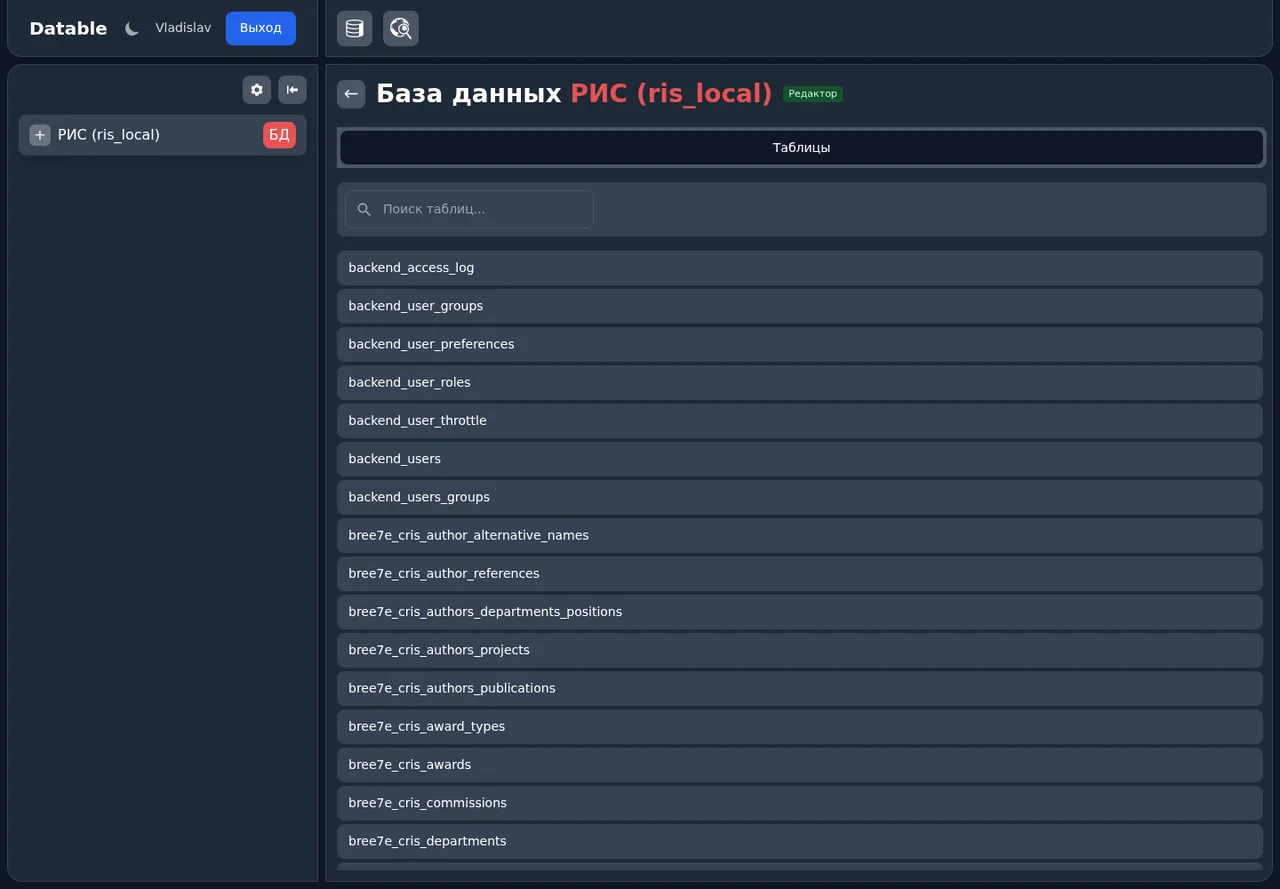 Datable
Vladislav
Выход
РИС (ris_local)
БД
База данных РИС (ris_local)
Редактор
Таблицы
Поиск таблиц...
backend_access_log
backend_user_groups
backend_user_preferences
backend_user_roles
backend_user_throttle
backend_users
backend_users_groups
bree7e_cris_author_alternative_names
bree7e_cris_author_references
bree7e_cris_authors_departments_positions
bree7e_cris_authors_projects
bree7e_cris_authors_publications
bree7e_cris_award_types
bree7e_cris_awards
bree7e_cris_commissions
bree7e_cris_departments